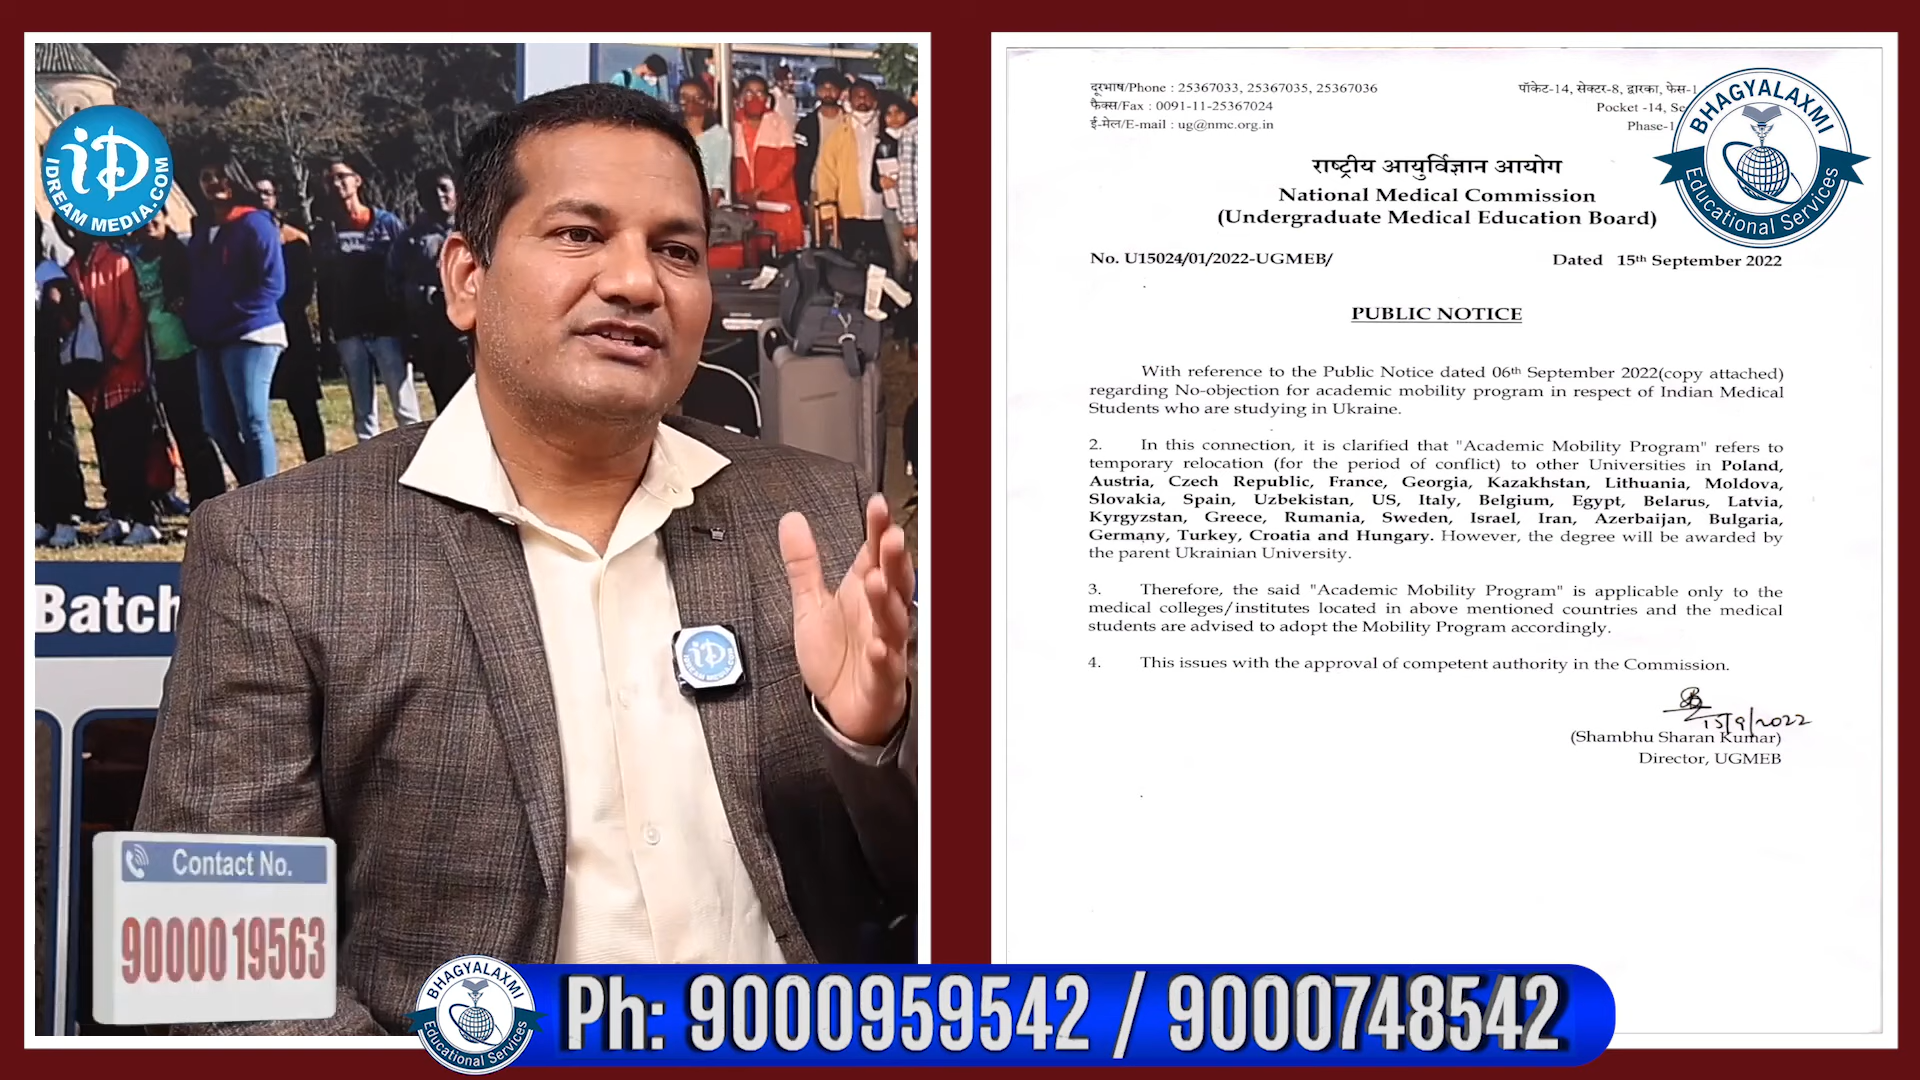 iD
IDREAM MEDIA.COM
Batch
iD
IDREAM MEDIA.COM
Contact No.
9000019563
दूरभाष/Phone : 25367033, 25367035, 25367036
फैक्स/Fax : 0091-11-25367024
ई-मेल/E-mail : ug@nmc.org.in
पॉकेट-14, सेक्टर-8, द्वारका, फेस-1
Pocket -14, Se
Phase-1
BHAGYALAXMI
Educational Services
राष्ट्रीय आयुर्विज्ञान आयोग
National Medical Commission
(Undergraduate Medical Education Board)
No. U15024/01/2022-UGMEB/
Dated 15th September 2022
PUBLIC NOTICE
With reference to the Public Notice dated 06th September 2022(copy attached)
regarding No-objection for academic mobility program in respect of Indian Medical
Students who are studying in Ukraine.
2. In this connection, it is clarified that "Academic Mobility Program" refers to
temporary relocation (for the period of conflict) to other Universities in Poland,
Austria, Czech Republic, France, Georgia, Kazakhstan, Lithuania, Moldova,
Slovakia, Spain, Uzbekistan, US, Italy, Belgium, Egypt, Belarus, Latvia,
Kyrgyzstan, Greece, Rumania, Sweden, Israel, Iran, Azerbaijan, Bulgaria,
Germany, Turkey, Croatia and Hungary. However, the degree will be awarded by
the parent Ukrainian University.
3. Therefore, the said "Academic Mobility Program" is applicable only to the
medical colleges/institutes located in above mentioned countries and the medical
students are advised to adopt the Mobility Program accordingly.
4. This issues with the approval of competent authority in the Commission.
15/9/2022
(Shambhu Sharan Kumar)
Director, UGMEB
BHAGYALAXMI
Educational Services
Ph: 9000959542 / 9000748542